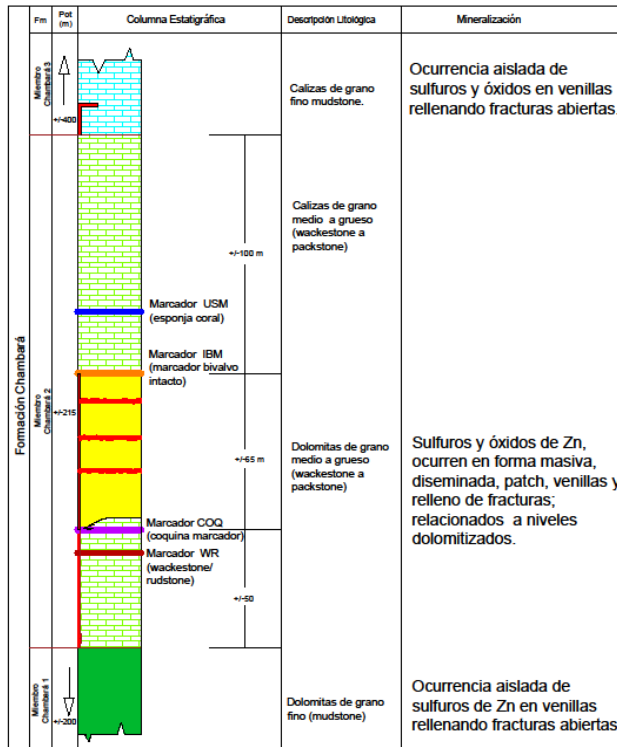 Fm
Pot
(m)
Columna Estatigráfica
Descripción Litológica
Mineralización
Formación Chambará
Miembro
Chambará 3
+/-400
Calizas de grano
fino mudstone.
Ocurrencia aislada de
sulfuros y óxidos en venillas
rellenando fracturas abiertas.
Miembro
Chambará 2
+/-215
+/-100 m
Calizas de grano
medio a grueso
(wackestone a
packstone)
Marcador USM
(esponja coral)
Marcador IBM
(marcador bivalvo
intacto)
+/-65 m
Dolomitas de grano
medio a grueso
(wackestone a
packstone)
Sulfuros y óxidos de Zn,
ocurren en forma masiva,
diseminada, patch, venillas y
relleno de fracturas;
relacionados a niveles
dolomitizados.
Marcador COQ
(coquina marcador)
Marcador WR
(wackestone/
rudstone)
+/-50
Miembro
Chambará 1
+/-200
Dolomitas de grano
fino (mudstone)
Ocurrencia aislada de
sulfuros de Zn en venillas
rellenando fracturas abiertas